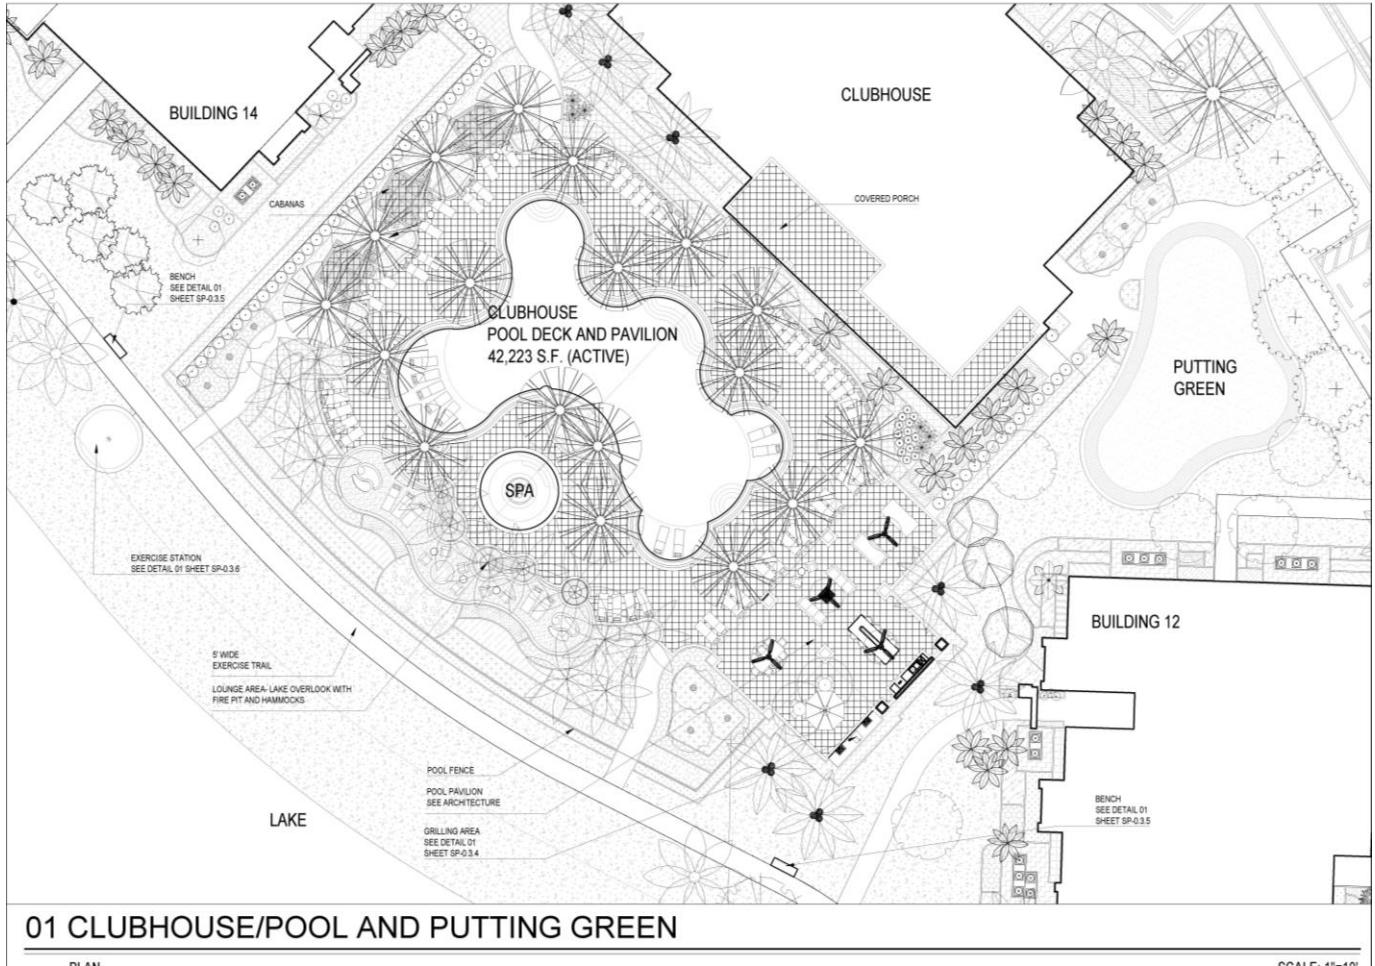 BUILDING 14
CLUBHOUSE
CABANAS
COVERED PORCH
BENCH
SEE DETAIL 01
SHEET SP-0.3.5
CLUBHOUSE
POOL DECK AND PAVILION
42,223 S.F. (ACTIVE)
PUTTING
GREEN
SPA
EXERCISE STATION
SEE DETAIL 01 SHEET SP-0.3.6
BUILDING 12
5' WIDE
EXERCISE TRAIL
LOUNGE AREA- LAKE OVERLOOK WITH
FIRE PIT AND HAMMOCKS
POOL FENCE
POOL PAVILION
SEE ARCHITECTURE
BENCH
SEE DETAIL 01
SHEET SP-0.3.5
LAKE
GRILLING AREA
SEE DETAIL 01
SHEET SP-0.3.4
01 CLUBHOUSE/POOL AND PUTTING GREEN
PLAN